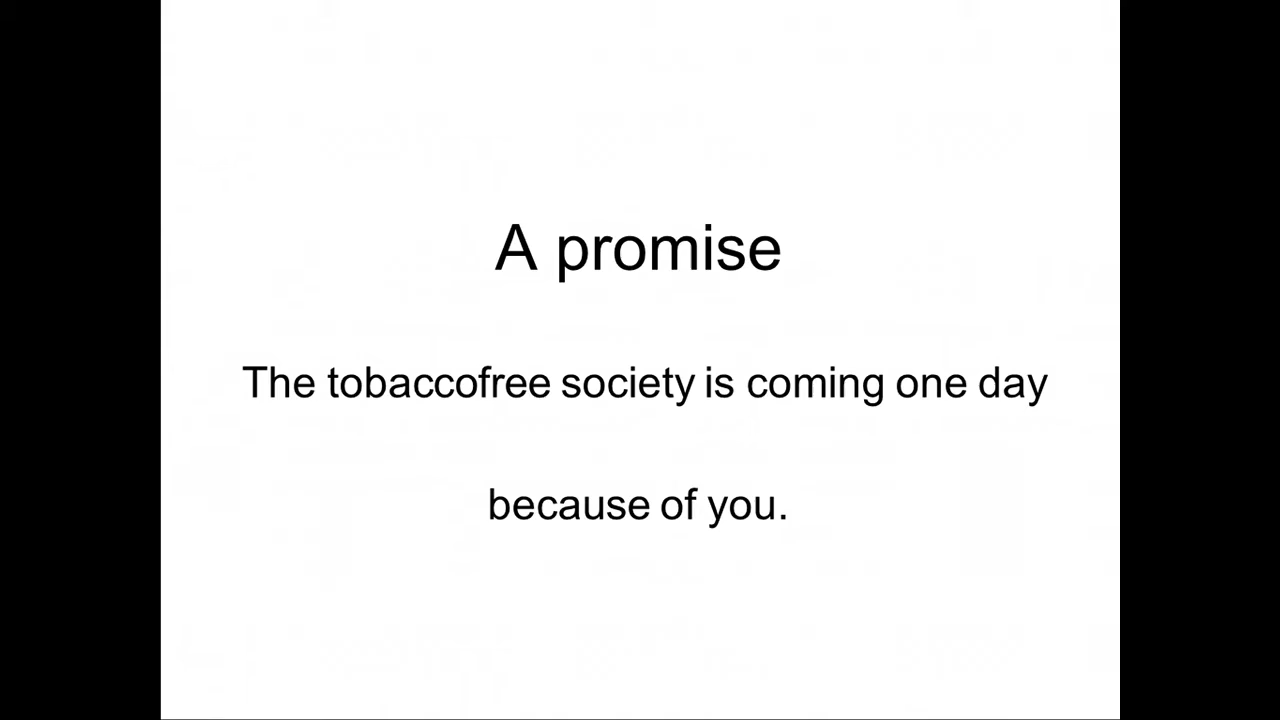 A promise
The tobaccofree society is coming one day
because of you.